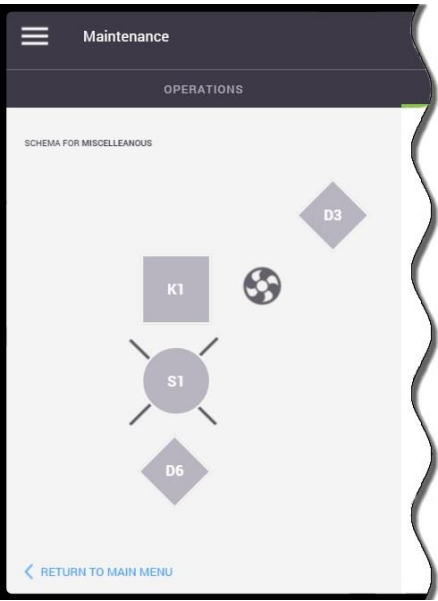 Maintenance
OPERATIONS
SCHEMA FOR MISCELLEANOUS
D3
K1
S1
D6
RETURN TO MAIN MENU